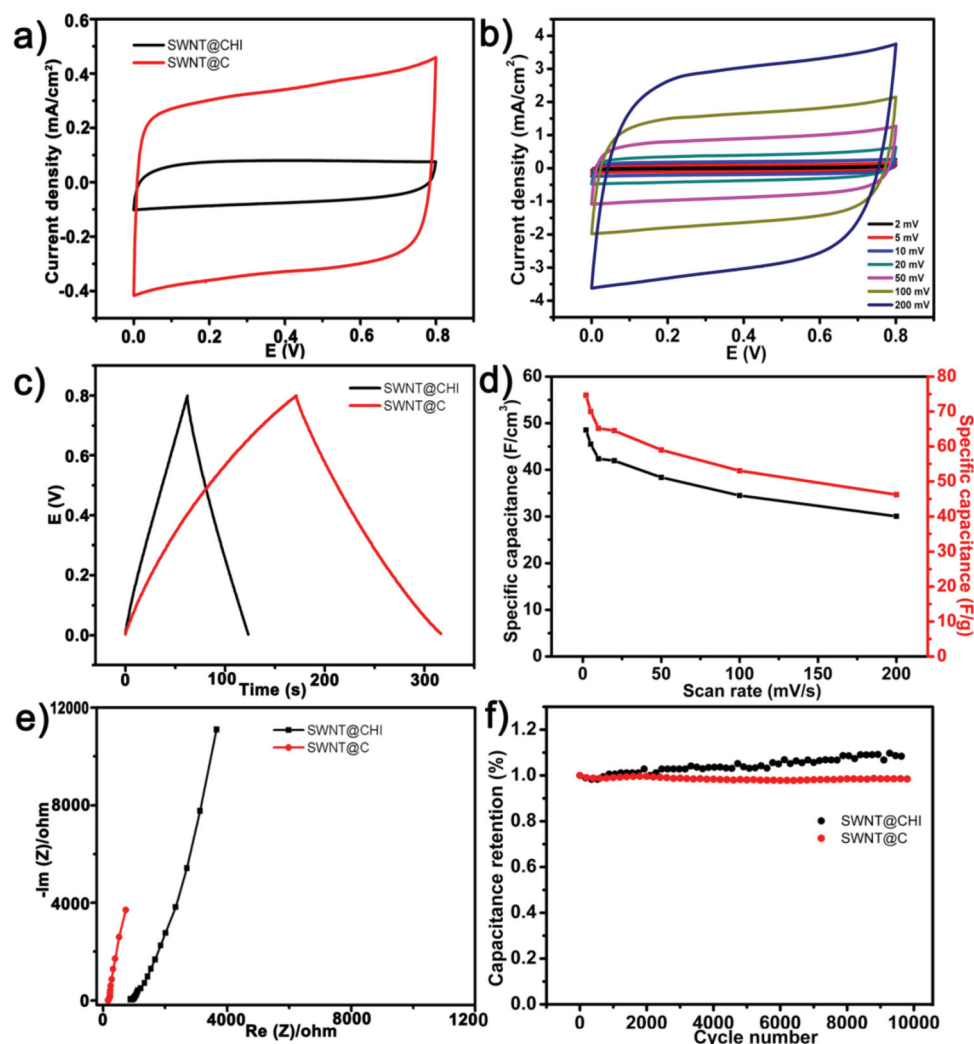 a)
SWNT@CHI
SWNT@C
Current density (mA/cm²)
0.4
0.2
0.0
-0.2
-0.4
0.0 0.2 0.4 0.6 0.8
E (V)
b)
Current density (mA/cm²)
4
3
2
1
0
-1
-2
-3
-4
2 mV
5 mV
10 mV
20 mV
50 mV
100 mV
200 mV
0.0 0.2 0.4 0.6 0.8
E (V)
c)
SWNT@CHI
SWNT@C
E (V)
0.8
0.6
0.4
0.2
0.0
0 100 200 300
Time (s)
d)
Specific capacitance (F/cm³)
60
50
40
30
20
10
0
Specific capacitance (F/g)
80
70
60
50
40
30
20
10
0
0 50 100 150 200
Scan rate (mV/s)
e)
SWNT@CHI
SWNT@C
-Im (Z)/ohm
12000
8000
4000
0
0 4000 8000 1200
Re (Z)/ohm
f)
Capacitance retention (%)
1.2
1.0
0.8
0.6
0.4
0.2
0.0
SWNT@CHI
SWNT@C
0 2000 4000 6000 8000 10000
Cycle number